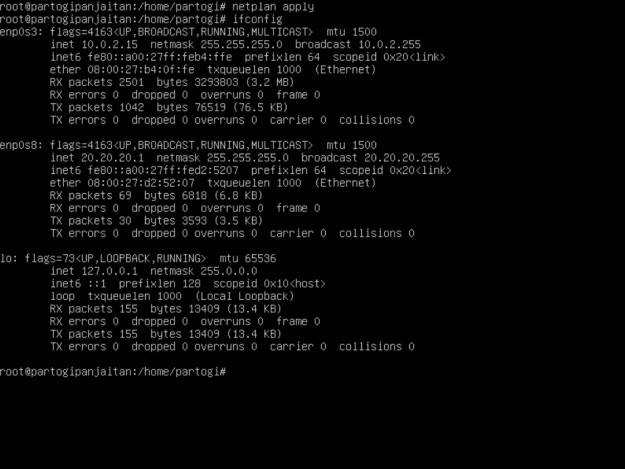 root@partogipanjaitan:/home/partogi# netplan apply
root@partogipanjaitan:/home/partogi# ifconfig
enp0s3: flags=4163<UP,BROADCAST,RUNNING,MULTICAST>  mtu 1500
        inet 10.0.2.15  netmask 255.255.255.0  broadcast 10.0.2.255
        inet6 fe80::a00:27ff:feb4:ffe  prefixlen 64  scopeid 0x20<link>
        ether 08:00:27:b4:0f:fe  txqueuelen 1000  (Ethernet)
        RX packets 2501  bytes 3293803 (3.2 MB)
        RX errors 0  dropped 0  overruns 0  frame 0
        TX packets 1042  bytes 76519 (76.5 KB)
        TX errors 0  dropped 0 overruns 0  carrier 0  collisions 0
enp0s8: flags=4163<UP,BROADCAST,RUNNING,MULTICAST>  mtu 1500
        inet 20.20.20.1  netmask 255.255.255.0  broadcast 20.20.20.255
        inet6 fe80::a00:27ff:fed2:5207  prefixlen 64  scopeid 0x20<link>
        ether 08:00:27:d2:52:07  txqueuelen 1000  (Ethernet)
        RX packets 69  bytes 6818 (6.8 KB)
        RX errors 0  dropped 0  overruns 0  frame 0
        TX packets 30  bytes 3593 (3.5 KB)
        TX errors 0  dropped 0 overruns 0  carrier 0  collisions 0
lo: flags=73<UP,LOOPBACK,RUNNING>  mtu 65536
        inet 127.0.0.1  netmask 255.0.0.0
        inet6 ::1  prefixlen 128  scopeid 0x10<host>
        loop  txqueuelen 1000  (Local Loopback)
        RX packets 155  bytes 13409 (13.4 KB)
        RX errors 0  dropped 0  overruns 0  frame 0
        TX packets 155  bytes 13409 (13.4 KB)
        TX errors 0  dropped 0 overruns 0  carrier 0  collisions 0
root@partogipanjaitan:/home/partogi#